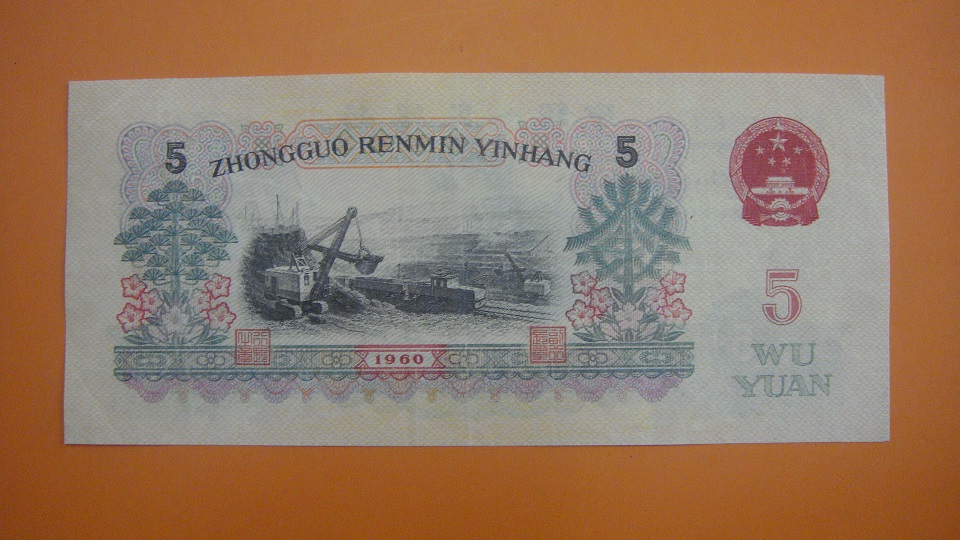 5 ZHONGGUO RENMIN YINHANG 5
5
WU
YUAN
1960